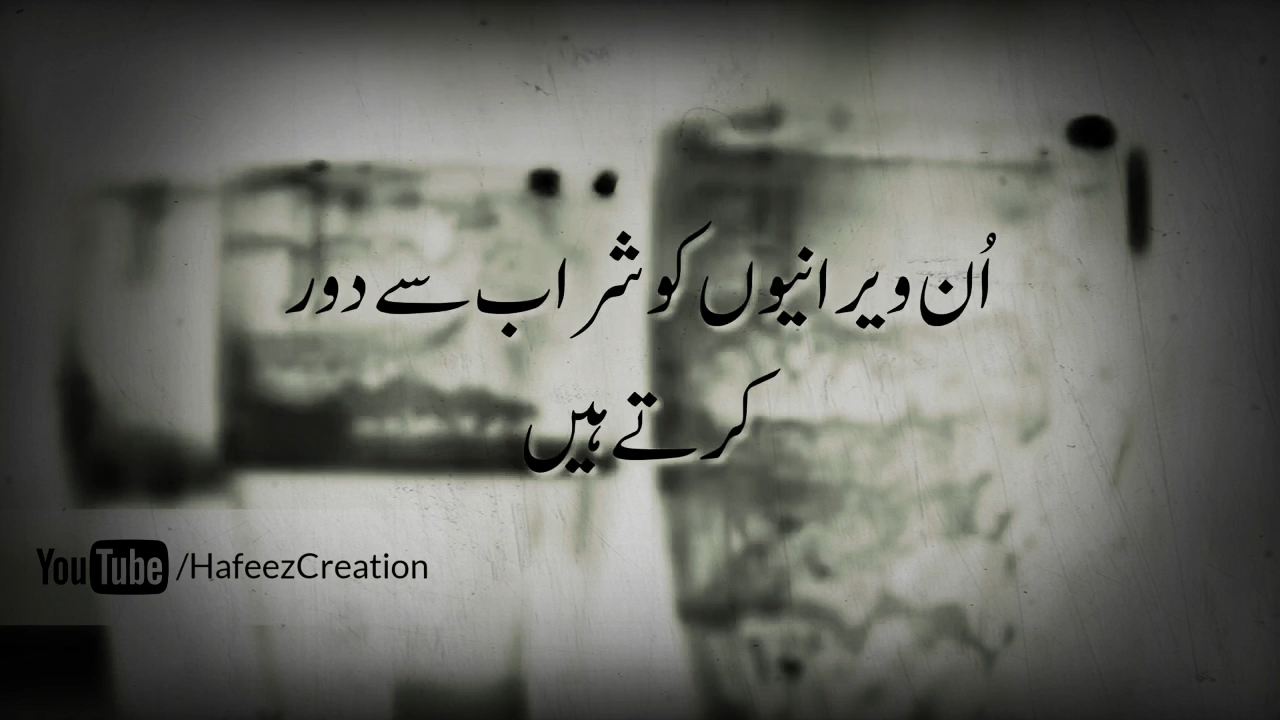 اُن ویرانیوں کو شراب سے دور
کرتے ہیں
YouTube /HafeezCreation